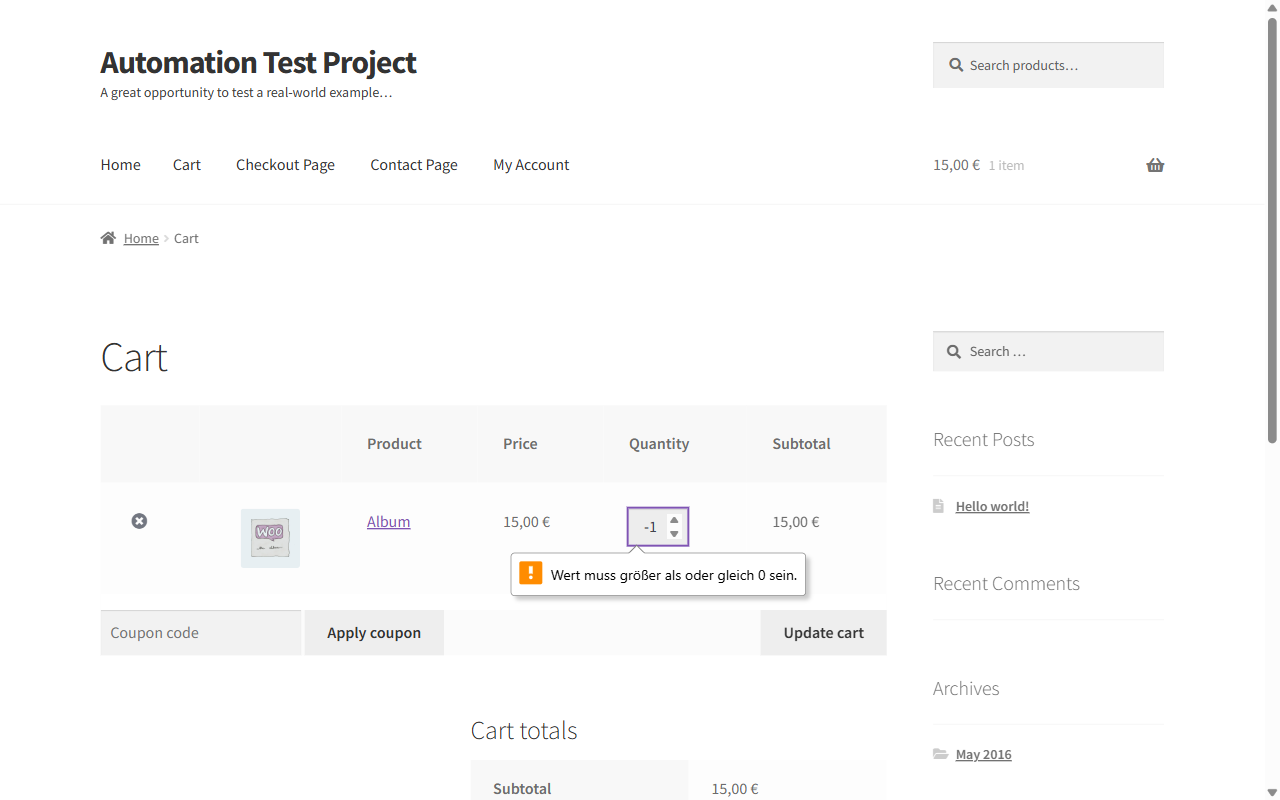 Automation Test Project
A great opportunity to test a real-world example…
Search products…
Home Cart Checkout Page Contact Page My Account
15,00 € 1 item
Home Cart
Cart
Search …
Product Price Quantity Subtotal
WOO
Album 15,00 € -1 15,00 €
Wert muss größer als oder gleich 0 sein.
Coupon code Apply coupon Update cart
Cart totals
Subtotal 15,00 €
Recent Posts
Hello world!
Recent Comments
Archives
May 2016